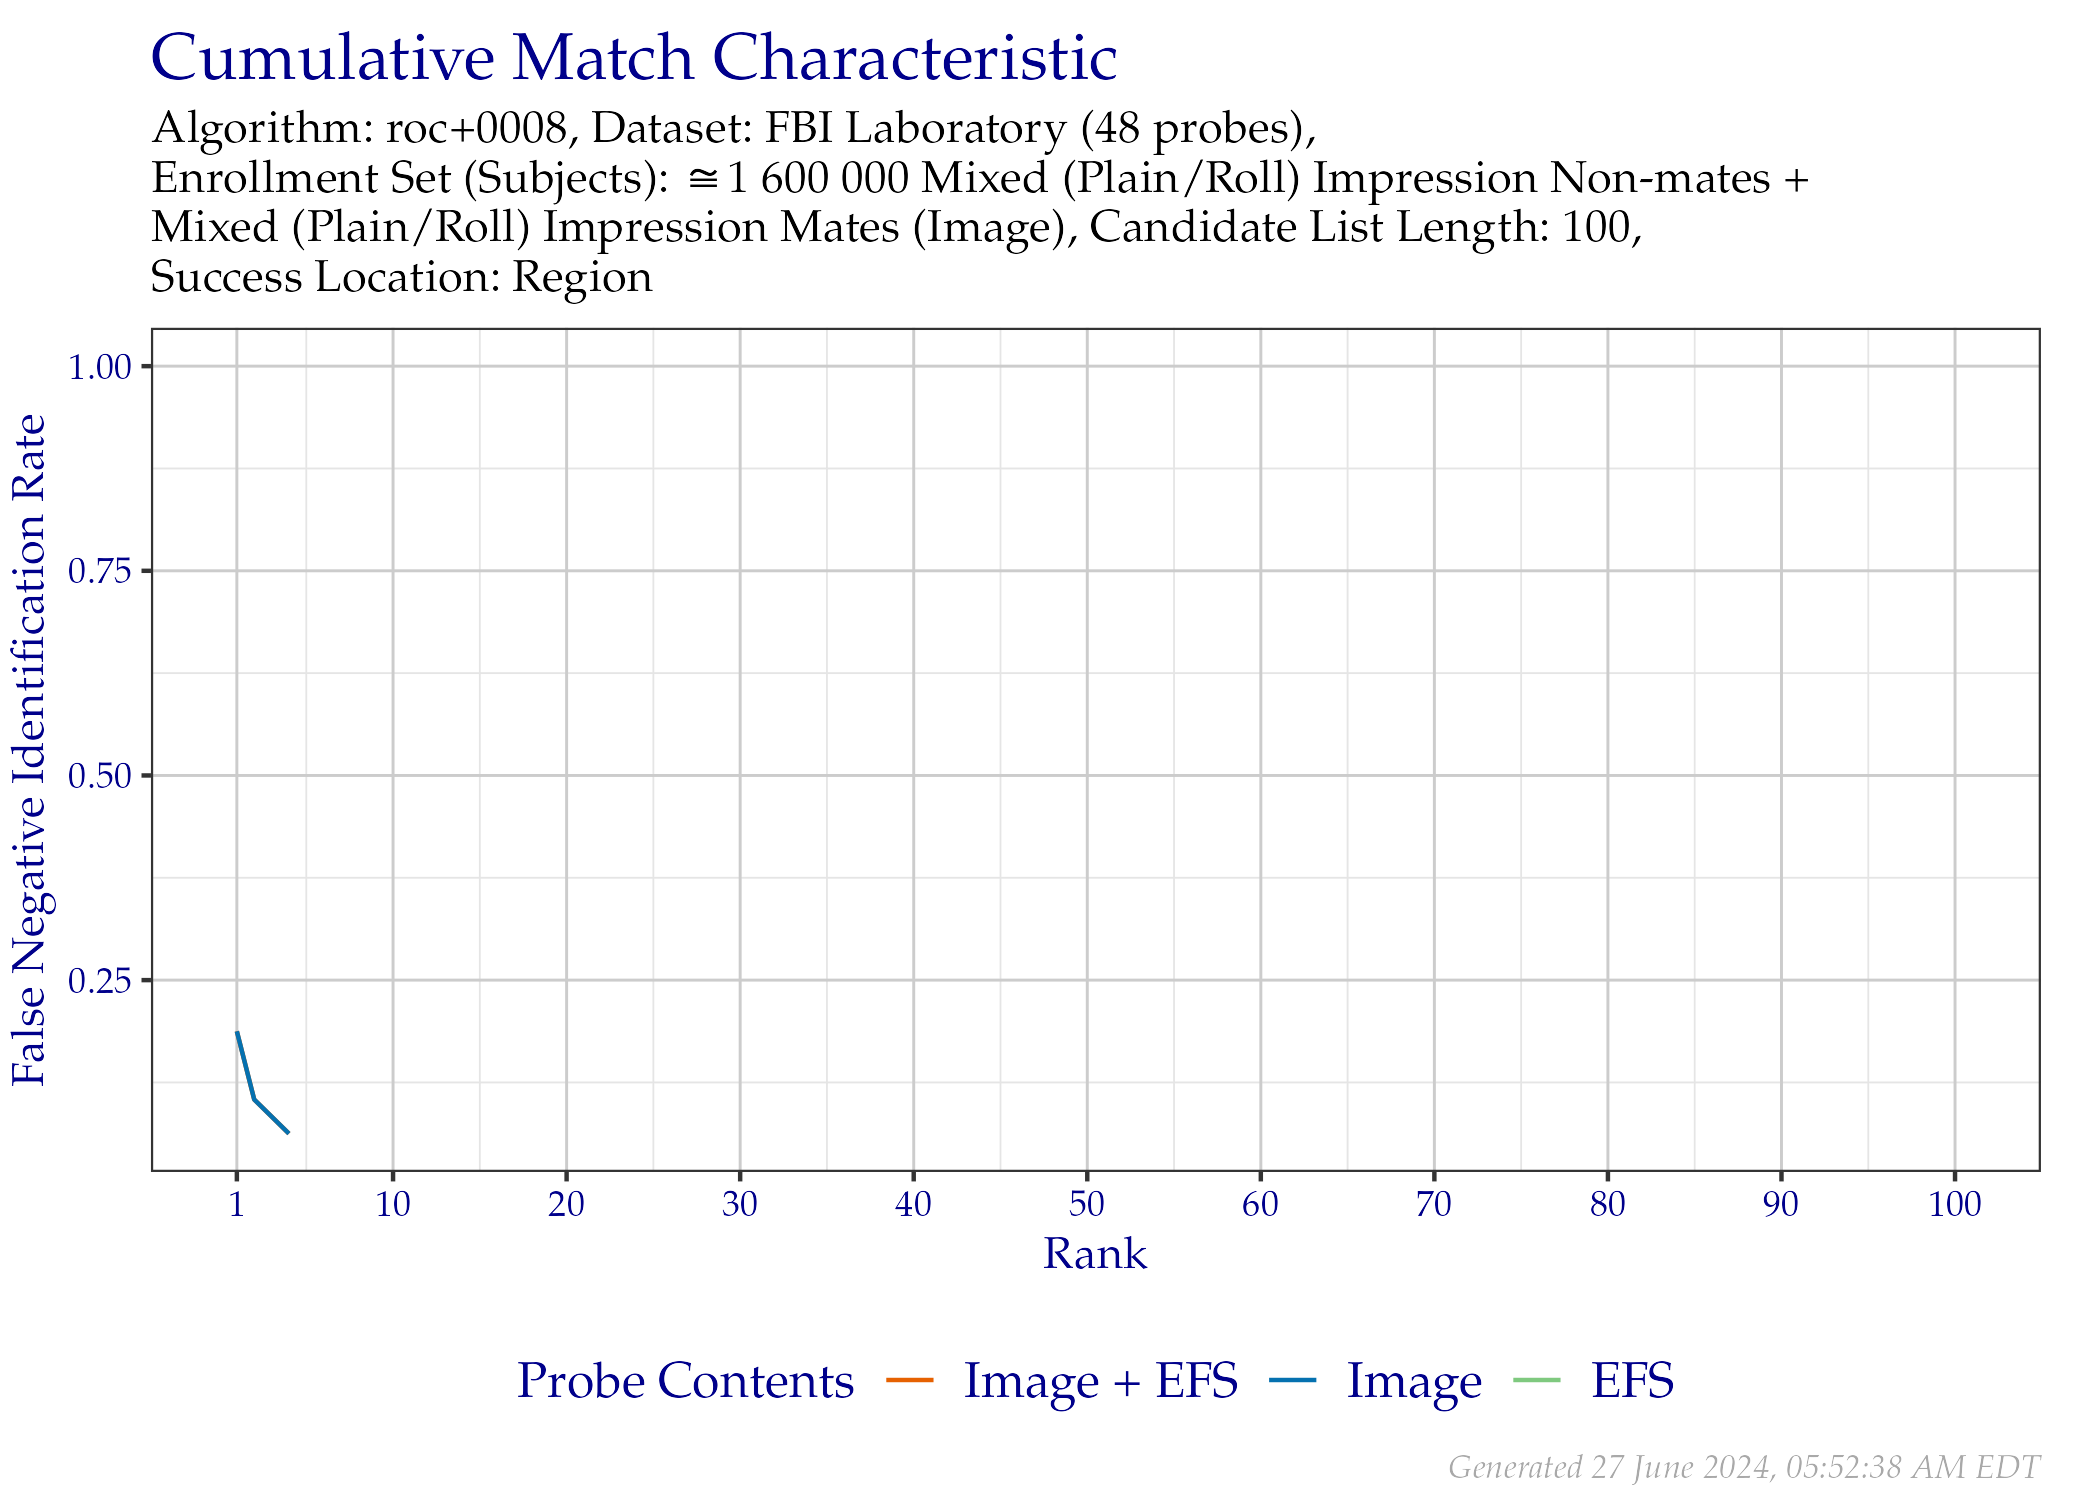 Cumulative Match Characteristic
Algorithm: roc+0008, Dataset: FBI Laboratory (48 probes),
Enrollment Set (Subjects): ≅1 600 000 Mixed (Plain/Roll) Impression Non-mates +
Mixed (Plain/Roll) Impression Mates (Image), Candidate List Length: 100,
Success Location: Region
False Negative Identification Rate
1.00
0.75
0.50
0.25
1 10 20 30 40 50 60 70 80 90 100
Rank
Probe Contents Image + EFS Image EFS
Generated 27 June 2024, 05:52:38 AM EDT